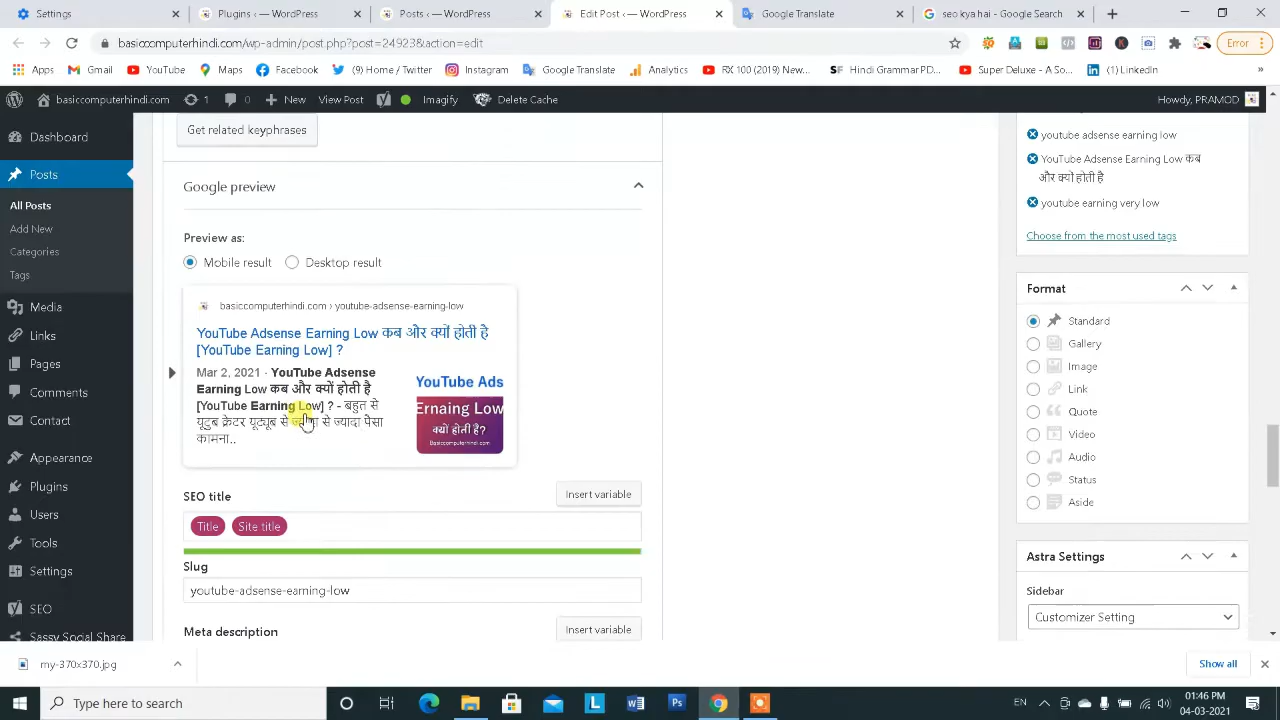 Settings
Plugins ‹ WordPress
Posts ‹ — WordPress
Edit Post ‹ — WordPress
Google Translate
seo kya hai - Google Search
basiccomputerhindi.com/wp-admin/post.php?post=24923&action=edit
Error
Apps
Gmail
YouTube
Maps
Facebook
(9) Home / Twitter
Instagram
Google Translate
Analytics
RX 100 (2019) New...
SF Hindi Grammar PD...
Super Deluxe - A So...
(1) LinkedIn
»
basiccomputerhindi.com
1
0
New
View Post
Imagify
Delete Cache
Howdy, PRAMOD
Dashboard
Posts
All Posts
Add New
Categories
Tags
Media
Links
Pages
Comments
Contact
Appearance
Plugins
Users
Tools
Settings
SEO
Sassy Social Share
Get related keyphrases
Google preview
Preview as:
Mobile result
Desktop result
basiccomputerhindi.com › youtube-adsense-earning-low
YouTube Adsense Earning Low कब और क्यों होती है
[YouTube Earning Low] ?
Mar 2, 2021 · YouTube Adsense
Earning Low कब और क्यों होती है
[YouTube Earning Low] ? - बहुत से
यूटुब क्रेटर यूट्यूब से से ज्यादा पैसा
कामना..
YouTube Ads
Ernaing Low
क्यों होती है?
Basiccomputerhindi.com
SEO title
Insert variable
Title
Site title
Slug
youtube-adsense-earning-low
Meta description
Insert variable
youtube adsense earning low
YouTube Adsense Earning Low कब
और क्यों होती है
youtube earning very low
Choose from the most used tags
Format
Standard
Gallery
Image
Link
Quote
Video
Audio
Status
Aside
Astra Settings
Sidebar
Customizer Setting
my-370x370.jpg
Show all
Type here to search
EN
01:46 PM
04-03-2021